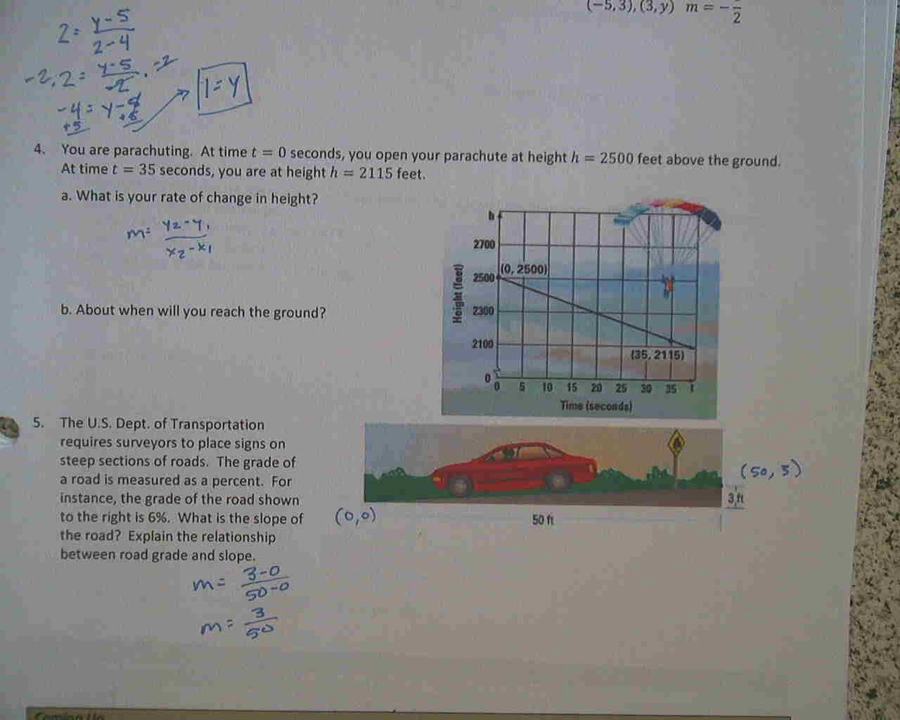 (-5,3),(3,y) m = -
2
2 = y-5
2-4
-2.2 = y-5 . -2
-2
-4 = y-5
+5 +5
1 = y
4. You are parachuting. At time t = 0 seconds, you open your parachute at height h = 2500 feet above the ground.
At time t = 35 seconds, you are at height h = 2115 feet.
a. What is your rate of change in height?
m = y2-y1
x2-x1
b. About when will you reach the ground?
h
2700
2500
2300
2100
0
(0, 2500)
(35, 2115)
Height (feet)
0 5 10 15 20 25 30 35 t
Time (seconds)
5. The U.S. Dept. of Transportation
requires surveyors to place signs on
steep sections of roads. The grade of
a road is measured as a percent. For
instance, the grade of the road shown
to the right is 6%. What is the slope of
the road? Explain the relationship
between road grade and slope.
(50, 3)
3 ft
(0,0)
50 ft
m = 3-0
50-0
m = 3
50
Coming Up